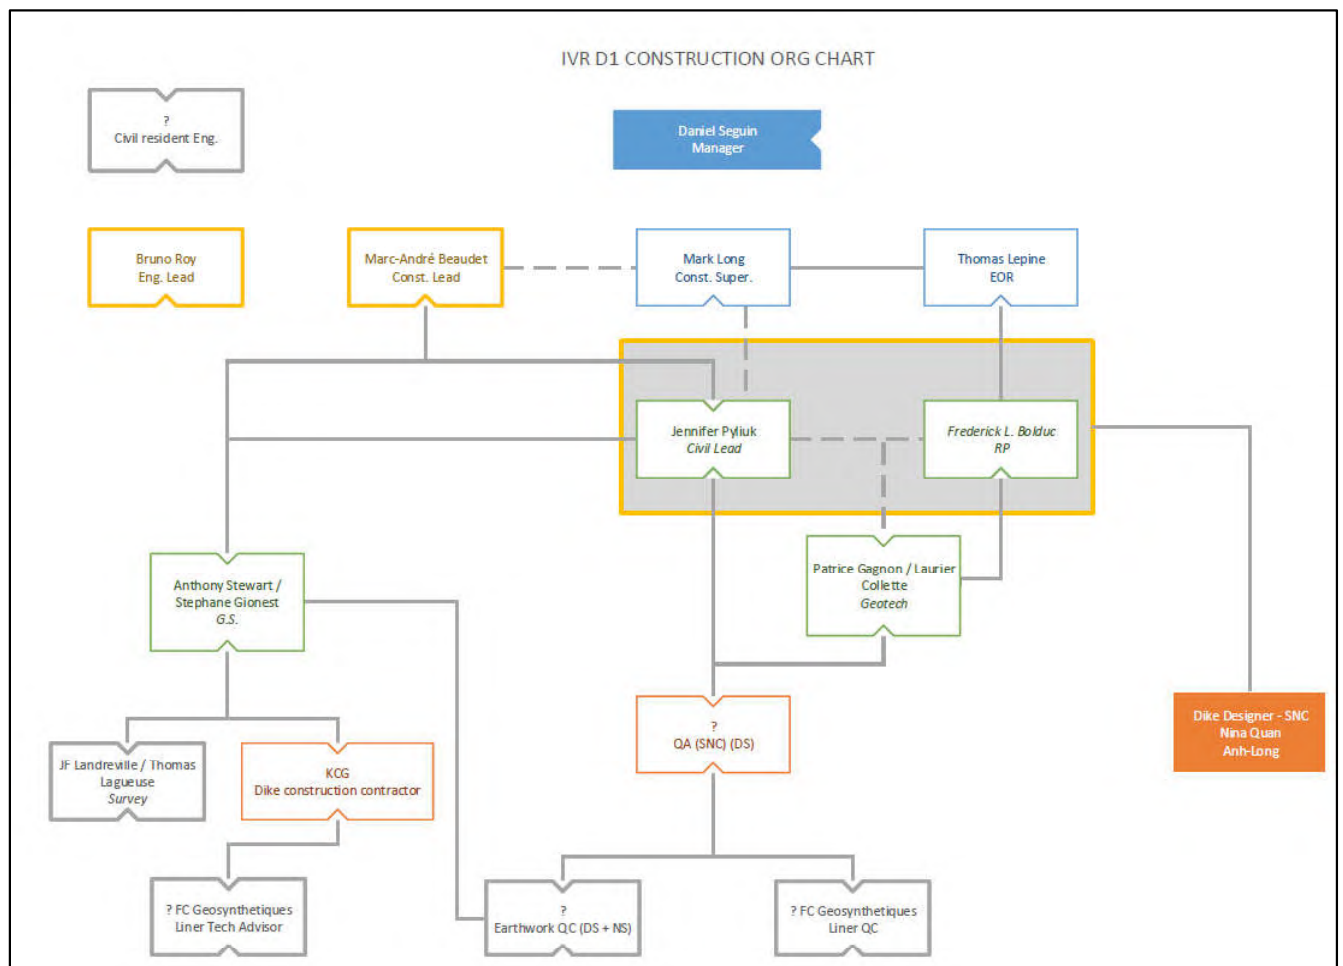 IVR D1 CONSTRUCTION ORG CHART
?
Civil resident Eng.
Daniel Seguin
Manager
Bruno Roy
Eng. Lead
Marc-André Beaudet
Const. Lead
Mark Long
Const. Super.
Thomas Lepine
EOR
Jennifer Pyliuk
Civil Lead
Frederick L. Bolduc
RP
Anthony Stewart /
Stephane Gionest
G.S.
Patrice Gagnon / Laurier
Collette
Geotech
?
QA (SNC) (DS)
Dike Designer - SNC
Nina Quan
Anh-Long
JF Landreville / Thomas
Lagueuse
Survey
KCG
Dike construction contractor
? FC Geosynthetiques
Liner Tech Advisor
?
Earthwork QC (DS + NS)
? FC Geosynthetiques
Liner QC